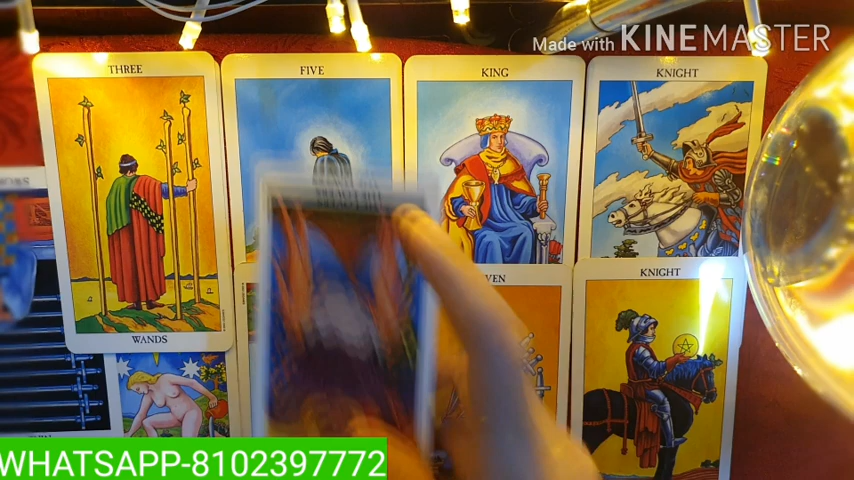 Made with KINEMASTER
THREE
FIVE
KING
KNIGHT
WANDS
KNIGHT
WHATSAPP-8102397772